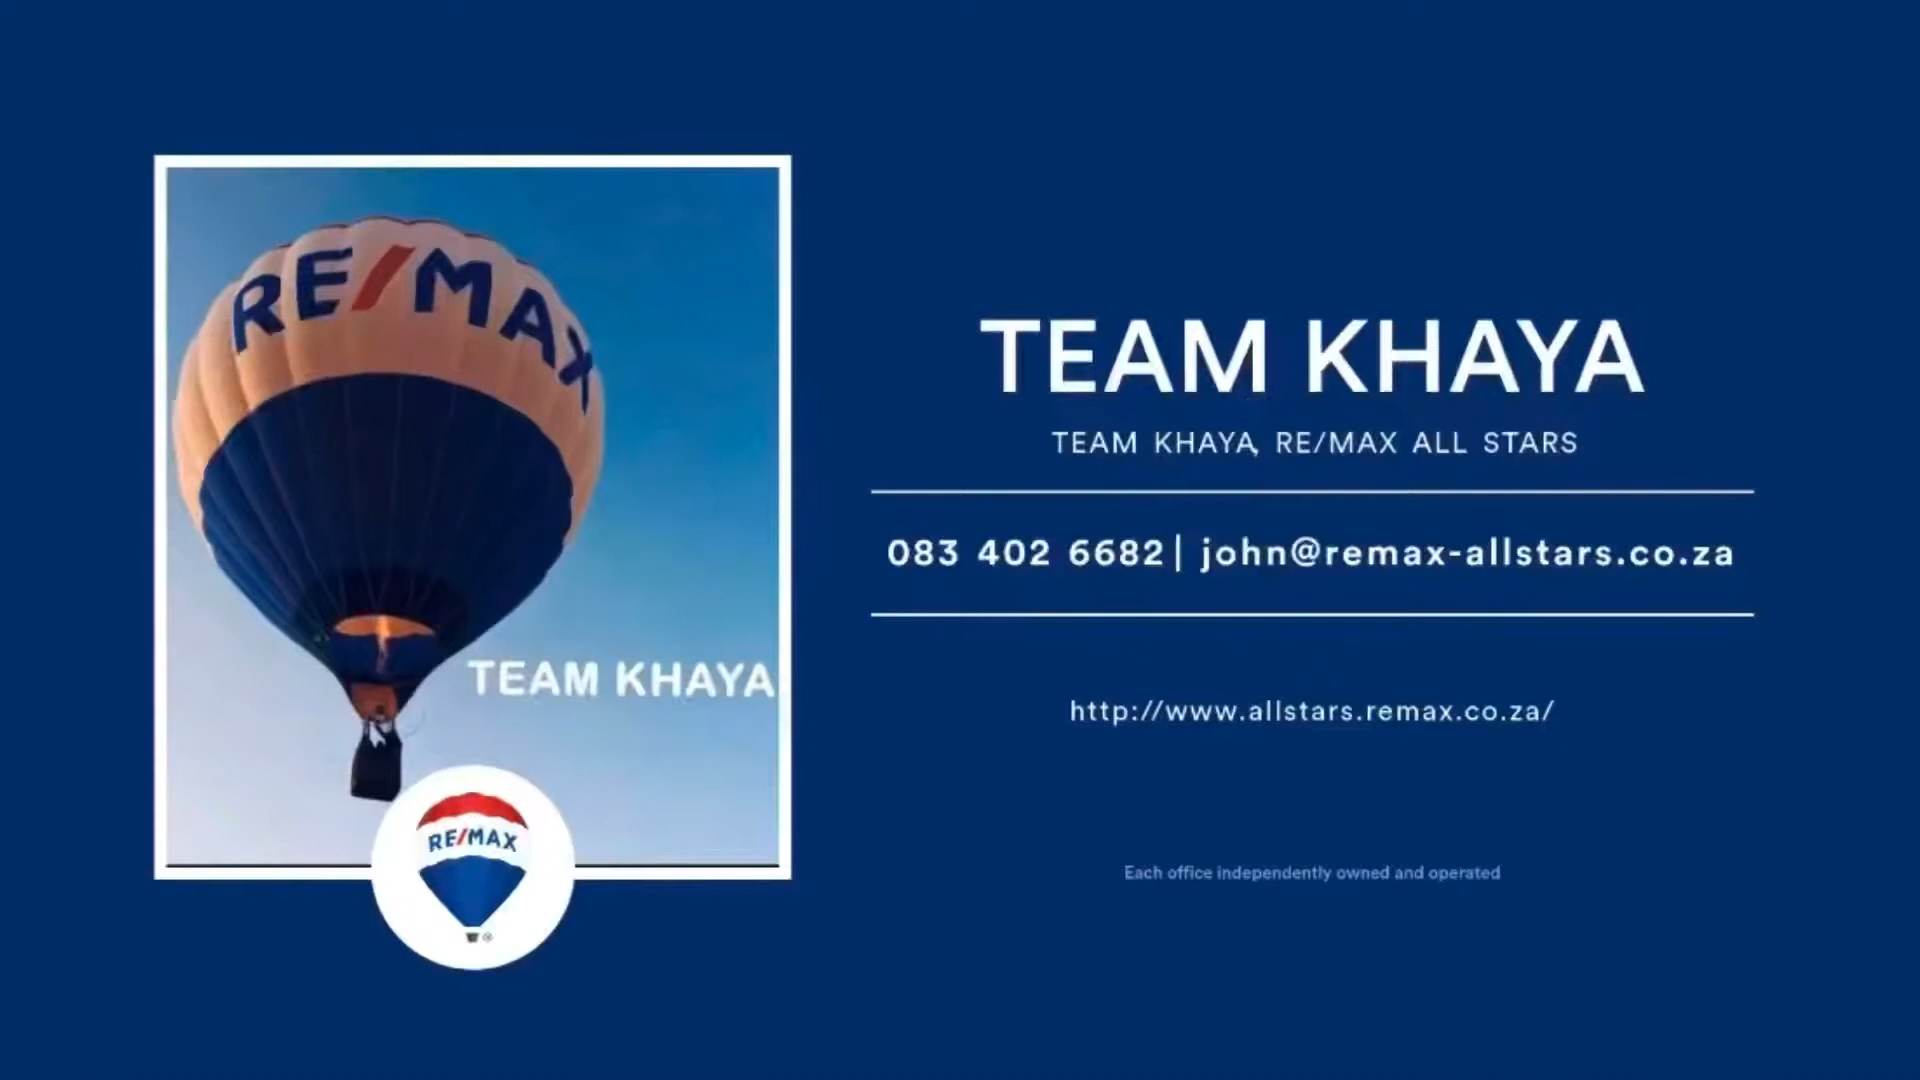 RE/MAX
TEAM KHAYA
RE/MAX
®
TEAM KHAYA
TEAM KHAYA, RE/MAX ALL STARS
083 402 6682| john@remax-allstars.co.za
http://www.allstars.remax.co.za/
Each office independently owned and operated